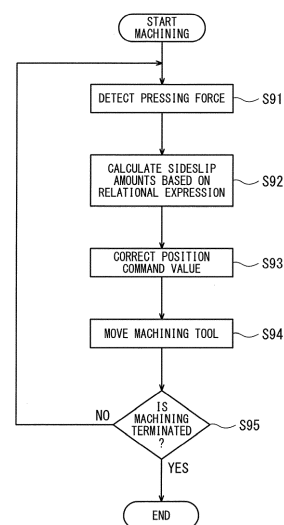 START
MACHINING
DETECT PRESSING FORCE
S91
CALCULATE SIDESLIP
AMOUNTS BASED ON
RELATIONAL EXPRESSION
S92
CORRECT POSITION
COMMAND VALUE
S93
MOVE MACHINING TOOL
S94
IS
MACHINING
TERMINATED
?
S95
NO
YES
END